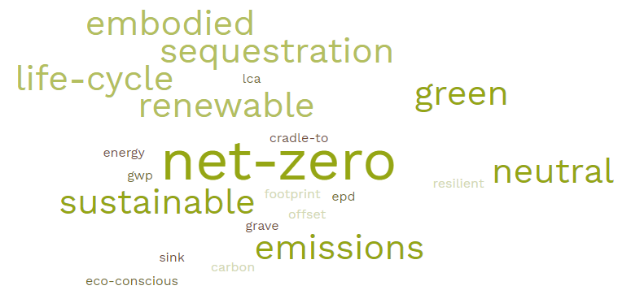 embodied
sequestration
life-cycle
lca
green
renewable
cradle-to
energy
net-zero
gwp
neutral
resilient
sustainable
footprint
epd
offset
grave
emissions
sink
carbon
eco-conscious